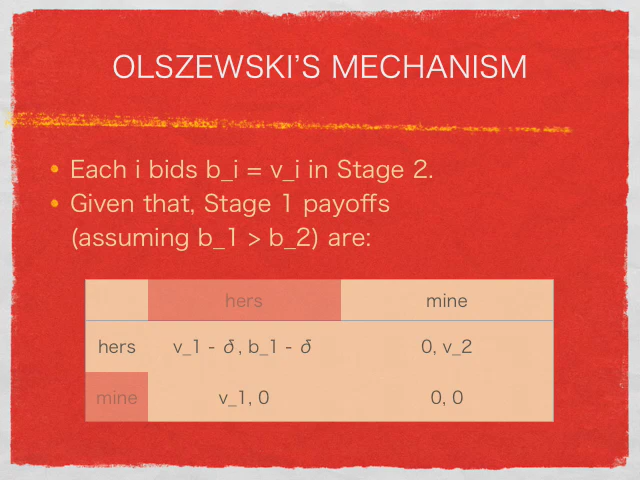 OLSZEWSKI’S MECHANISM
• Each i bids b_i = v_i in Stage 2.
• Given that, Stage 1 payoffs
(assuming b_1 > b_2) are:
hers mine
hers v_1 - δ, b_1 - δ 0, v_2
mine v_1, 0 0, 0